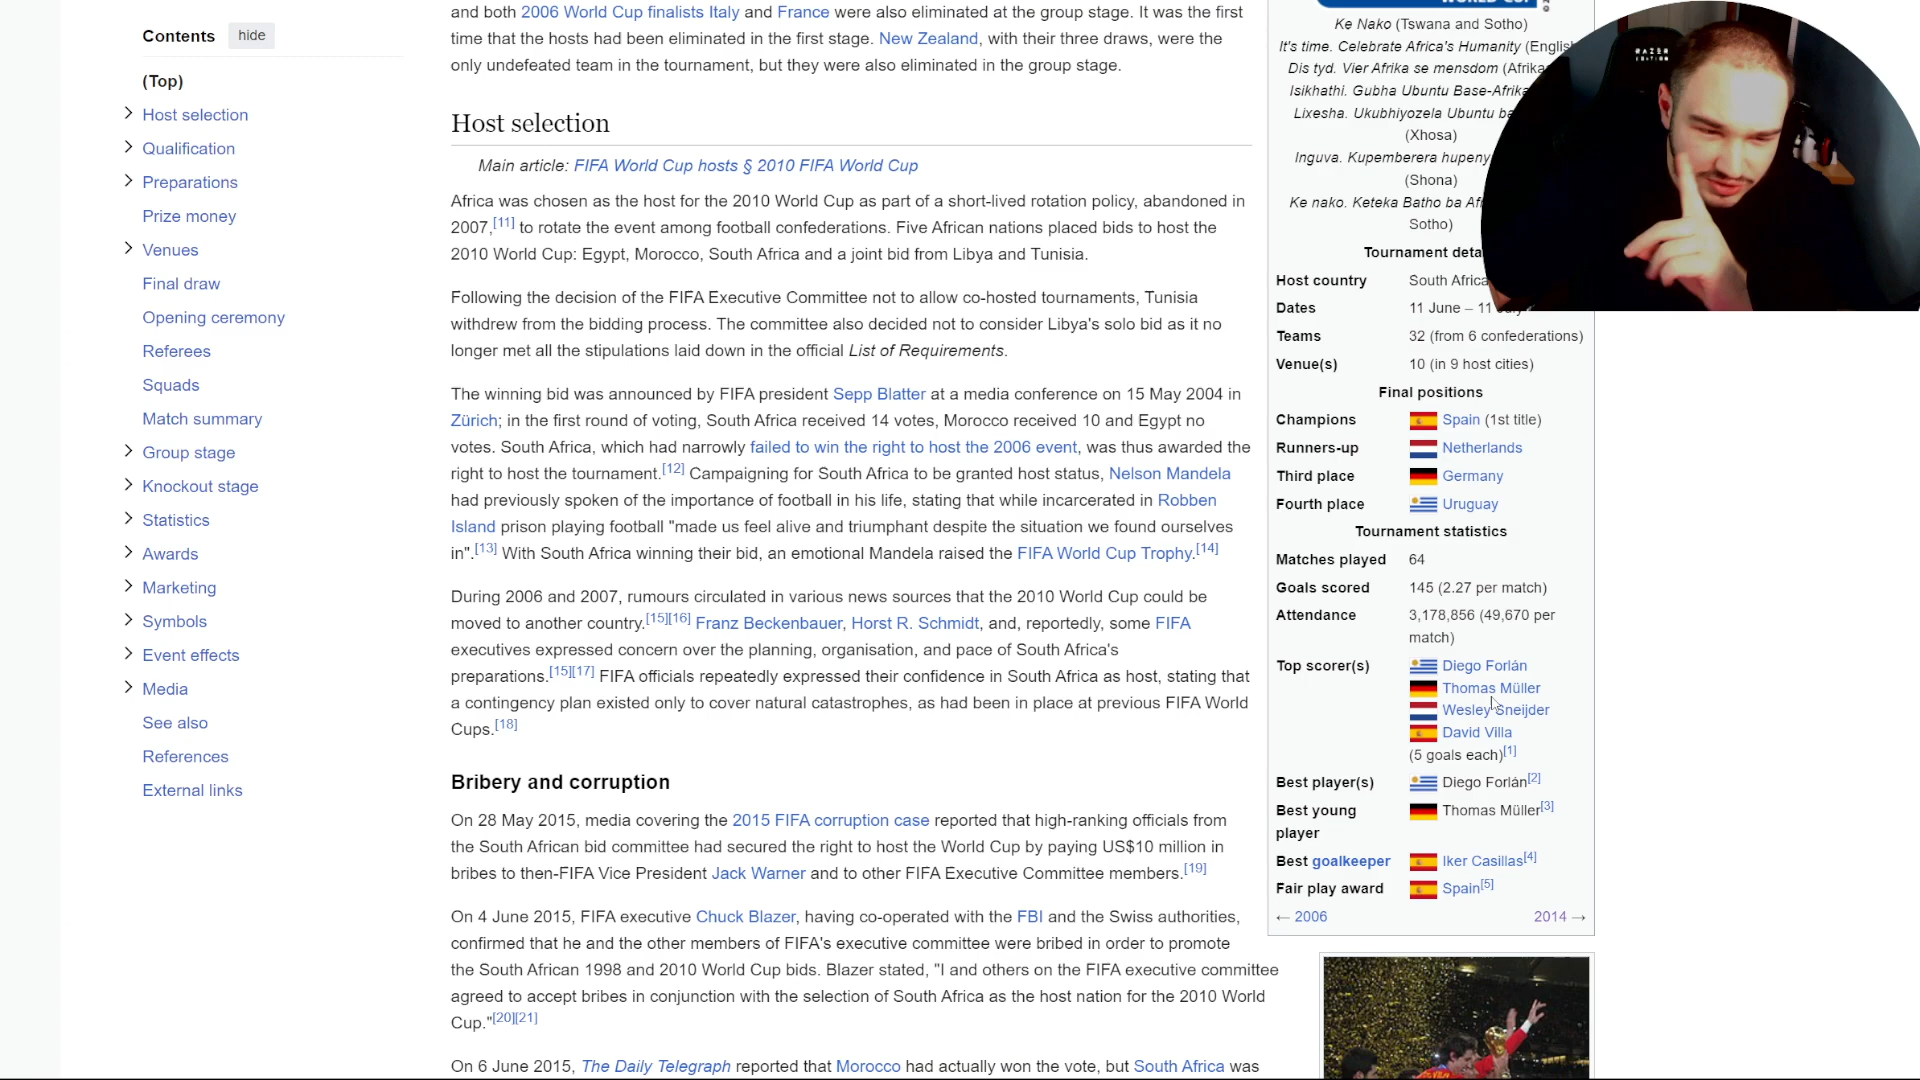 Contents hide
(Top)
Host selection
Qualification
Preparations
Prize money
Venues
Final draw
Opening ceremony
Referees
Squads
Match summary
Group stage
Knockout stage
Statistics
Awards
Marketing
Symbols
Event effects
Media
See also
References
External links
and both 2006 World Cup finalists Italy and France were also eliminated at the group stage. It was the first
time that the hosts had been eliminated in the first stage. New Zealand, with their three draws, were the
only undefeated team in the tournament, but they were also eliminated in the group stage.
Host selection
Main article: FIFA World Cup hosts § 2010 FIFA World Cup
Africa was chosen as the host for the 2010 World Cup as part of a short-lived rotation policy, abandoned in
2007,[11] to rotate the event among football confederations. Five African nations placed bids to host the
2010 World Cup: Egypt, Morocco, South Africa and a joint bid from Libya and Tunisia.
Following the decision of the FIFA Executive Committee not to allow co-hosted tournaments, Tunisia
withdrew from the bidding process. The committee also decided not to consider Libya's solo bid as it no
longer met all the stipulations laid down in the official List of Requirements.
The winning bid was announced by FIFA president Sepp Blatter at a media conference on 15 May 2004 in
Zürich; in the first round of voting, South Africa received 14 votes, Morocco received 10 and Egypt no
votes. South Africa, which had narrowly failed to win the right to host the 2006 event, was thus awarded the
right to host the tournament.[12] Campaigning for South Africa to be granted host status, Nelson Mandela
had previously spoken of the importance of football in his life, stating that while incarcerated in Robben
Island prison playing football "made us feel alive and triumphant despite the situation we found ourselves
in".[13] With South Africa winning their bid, an emotional Mandela raised the FIFA World Cup Trophy.[14]
During 2006 and 2007, rumours circulated in various news sources that the 2010 World Cup could be
moved to another country.[15][16] Franz Beckenbauer, Horst R. Schmidt, and, reportedly, some FIFA
executives expressed concern over the planning, organisation, and pace of South Africa's
preparations.[15][17] FIFA officials repeatedly expressed their confidence in South Africa as host, stating that
a contingency plan existed only to cover natural catastrophes, as had been in place at previous FIFA World
Cups.[18]
Bribery and corruption
On 28 May 2015, media covering the 2015 FIFA corruption case reported that high-ranking officials from
the South African bid committee had secured the right to host the World Cup by paying US$10 million in
bribes to then-FIFA Vice President Jack Warner and to other FIFA Executive Committee members.[19]
On 4 June 2015, FIFA executive Chuck Blazer, having co-operated with the FBI and the Swiss authorities,
confirmed that he and the other members of FIFA's executive committee were bribed in order to promote
the South African 1998 and 2010 World Cup bids. Blazer stated, "I and others on the FIFA executive committee
agreed to accept bribes in conjunction with the selection of South Africa as the host nation for the 2010 World
Cup."[20][21]
On 6 June 2015, The Daily Telegraph reported that Morocco had actually won the vote, but South Africa was
Ke Nako (Tswana and Sotho)
It's time. Celebrate Africa's Humanity
Dis tyd. Vier Afrika se mensdom
Isikhathi. Gubha Ubuntu
Lixesha. Ukubhiyozela Ubuntu
(Xhosa)
Inguva. Kupemberera
(Shona)
Ke nako. Keteka Batho ba
Sotho)
Tournament
Host country South Africa
Dates 11 June – 11
Teams 32 (from 6 confederations)
Venue(s) 10 (in 9 host cities)
Final positions
Champions Spain (1st title)
Runners-up Netherlands
Third place Germany
Fourth place Uruguay
Tournament statistics
Matches played 64
Goals scored 145 (2.27 per match)
Attendance 3,178,856 (49,670 per
match)
Top scorer(s) Diego Forlán
Thomas Müller
Wesley Sneijder
David Villa
(5 goals each)[1]
Best player(s) Diego Forlán[2]
Best young Thomas Müller[3]
player
Best goalkeeper Iker Casillas[4]
Fair play award Spain[5]
← 2006 2014 →
RAZER
EDITION